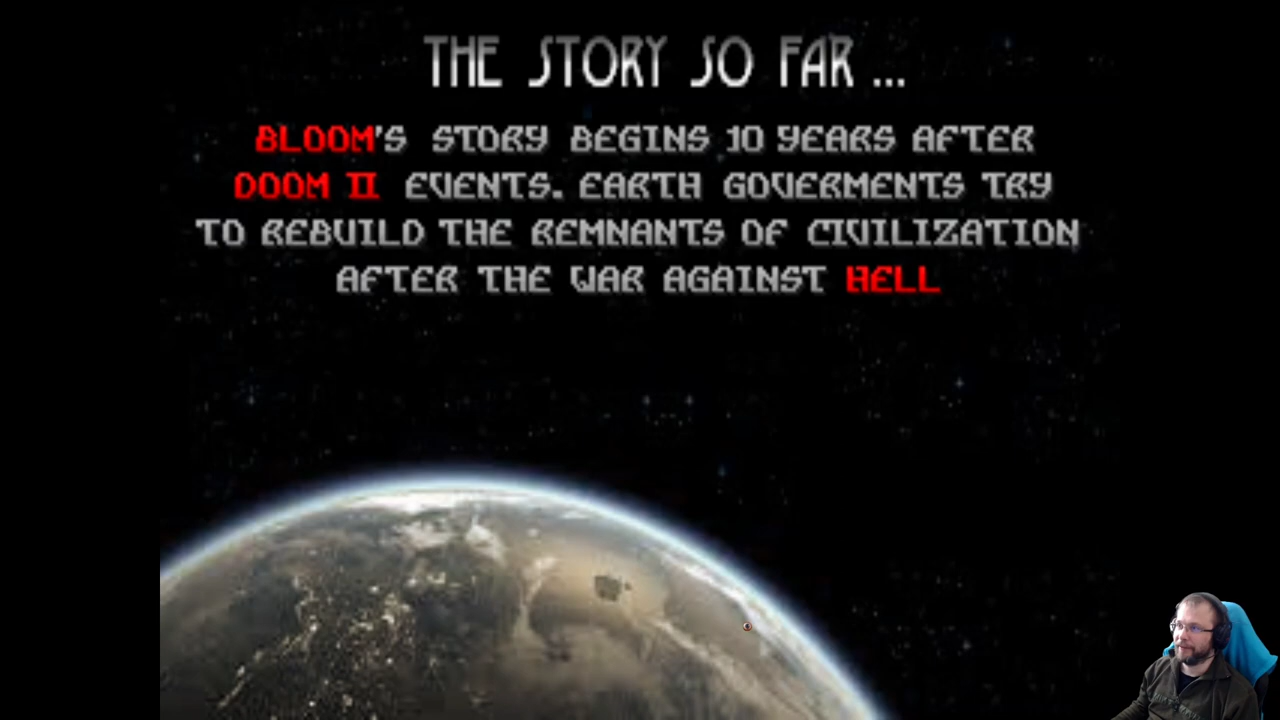 THE STORY SO FAR ...
BLOOM'S STORY BEGINS 10 YEARS AFTER
DOOM II EVENTS. EARTH GOVERMENTS TRY
TO REBUILD THE REMNANTS OF CIVILIZATION
AFTER THE WAR AGAINST HELL